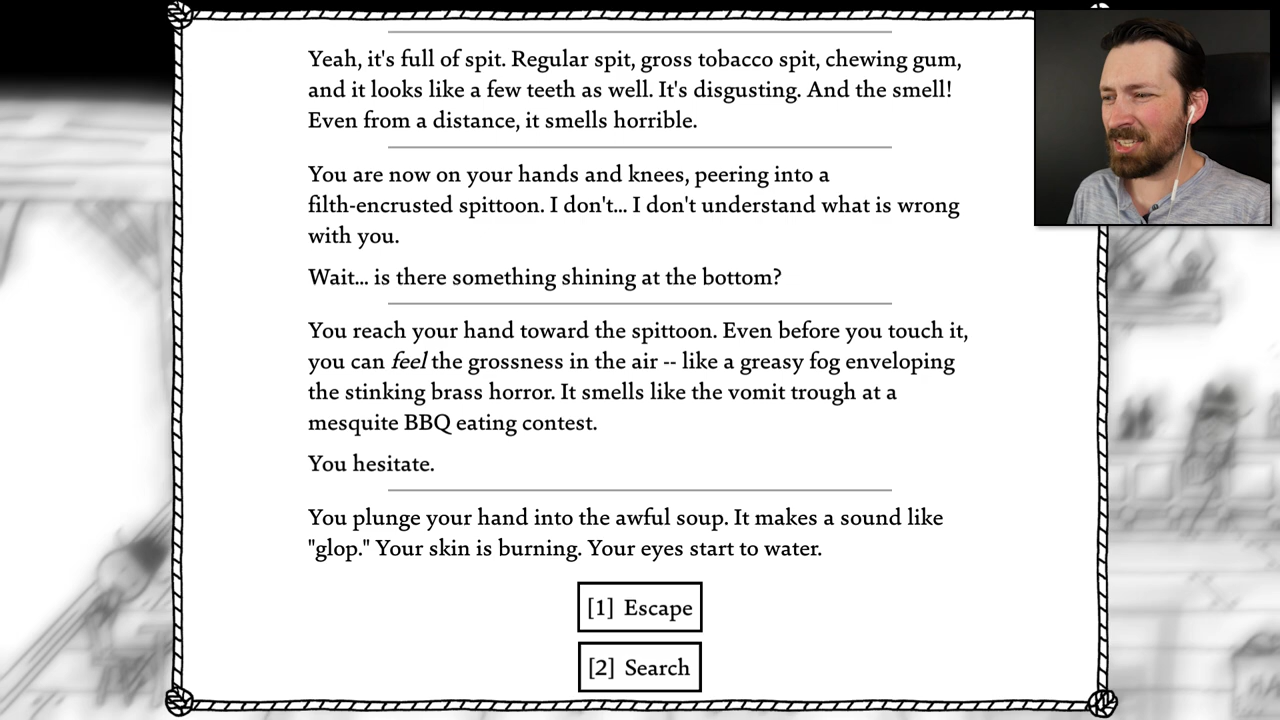 Yeah, it's full of spit. Regular spit, gross tobacco spit, chewing gum,
and it looks like a few teeth as well. It's disgusting. And the smell!
Even from a distance, it smells horrible.
You are now on your hands and knees, peering into a
filth-encrusted spittoon. I don't... I don't understand what is wrong
with you.
Wait... is there something shining at the bottom?
You reach your hand toward the spittoon. Even before you touch it,
you can feel the grossness in the air -- like a greasy fog enveloping
the stinking brass horror. It smells like the vomit trough at a
mesquite BBQ eating contest.
You hesitate.
You plunge your hand into the awful soup. It makes a sound like
"glop." Your skin is burning. Your eyes start to water.
[1] Escape
[2] Search